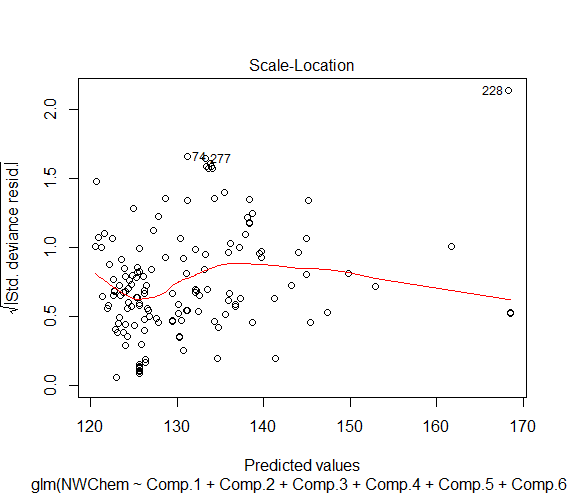 Scale-Location
228
74
277
√|Std. deviance resid.|
0.0 0.5 1.0 1.5 2.0
120 130 140 150 160 170
Predicted values
glm(NWChem ~ Comp.1 + Comp.2 + Comp.3 + Comp.4 + Comp.5 + Comp.6